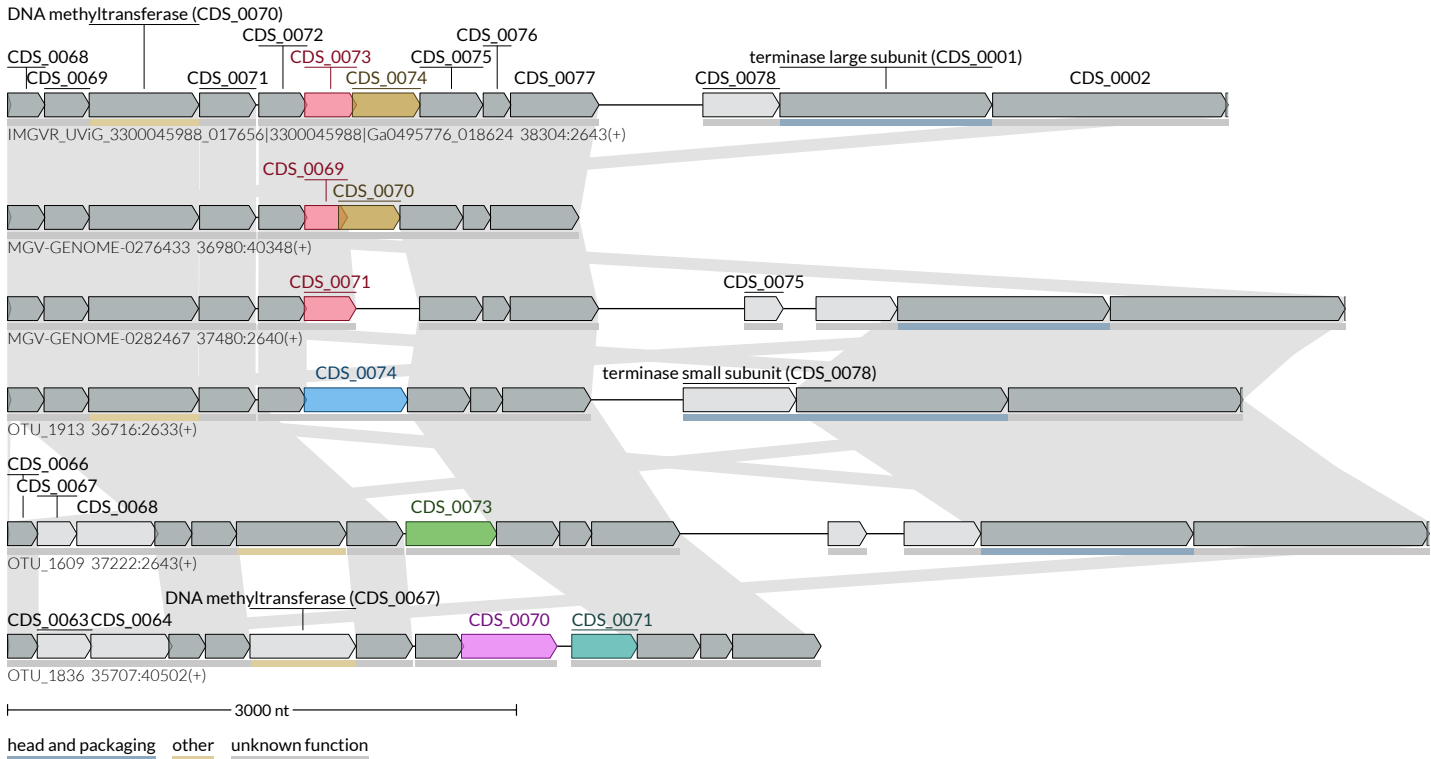 DNA methyltransferase (CDS_0070)
CDS_0072 CDS_0076
CDS_0068 CDS_0073 CDS_0075 terminase large subunit (CDS_0001)
CDS_0069 CDS_0071 CDS_0074 CDS_0077 CDS_0078 CDS_0002
IMGVR_UViG_3300045988_017656|3300045988|Ga0495776_018624 38304:2643(+)
CDS_0069
CDS_0070
MGV-GENOME-0276433 36980:40348(+)
CDS_0071 CDS_0075
MGV-GENOME-0282467 37480:2640(+)
CDS_0074 terminase small subunit (CDS_0078)
OTU_1913 36716:2633(+)
CDS_0066
CDS_0067
CDS_0068 CDS_0073
OTU_1609 37222:2643(+)
DNA methyltransferase (CDS_0067)
CDS_0063 CDS_0064 CDS_0070 CDS_0071
OTU_1836 35707:40502(+)
3000 nt
head and packaging other unknown function